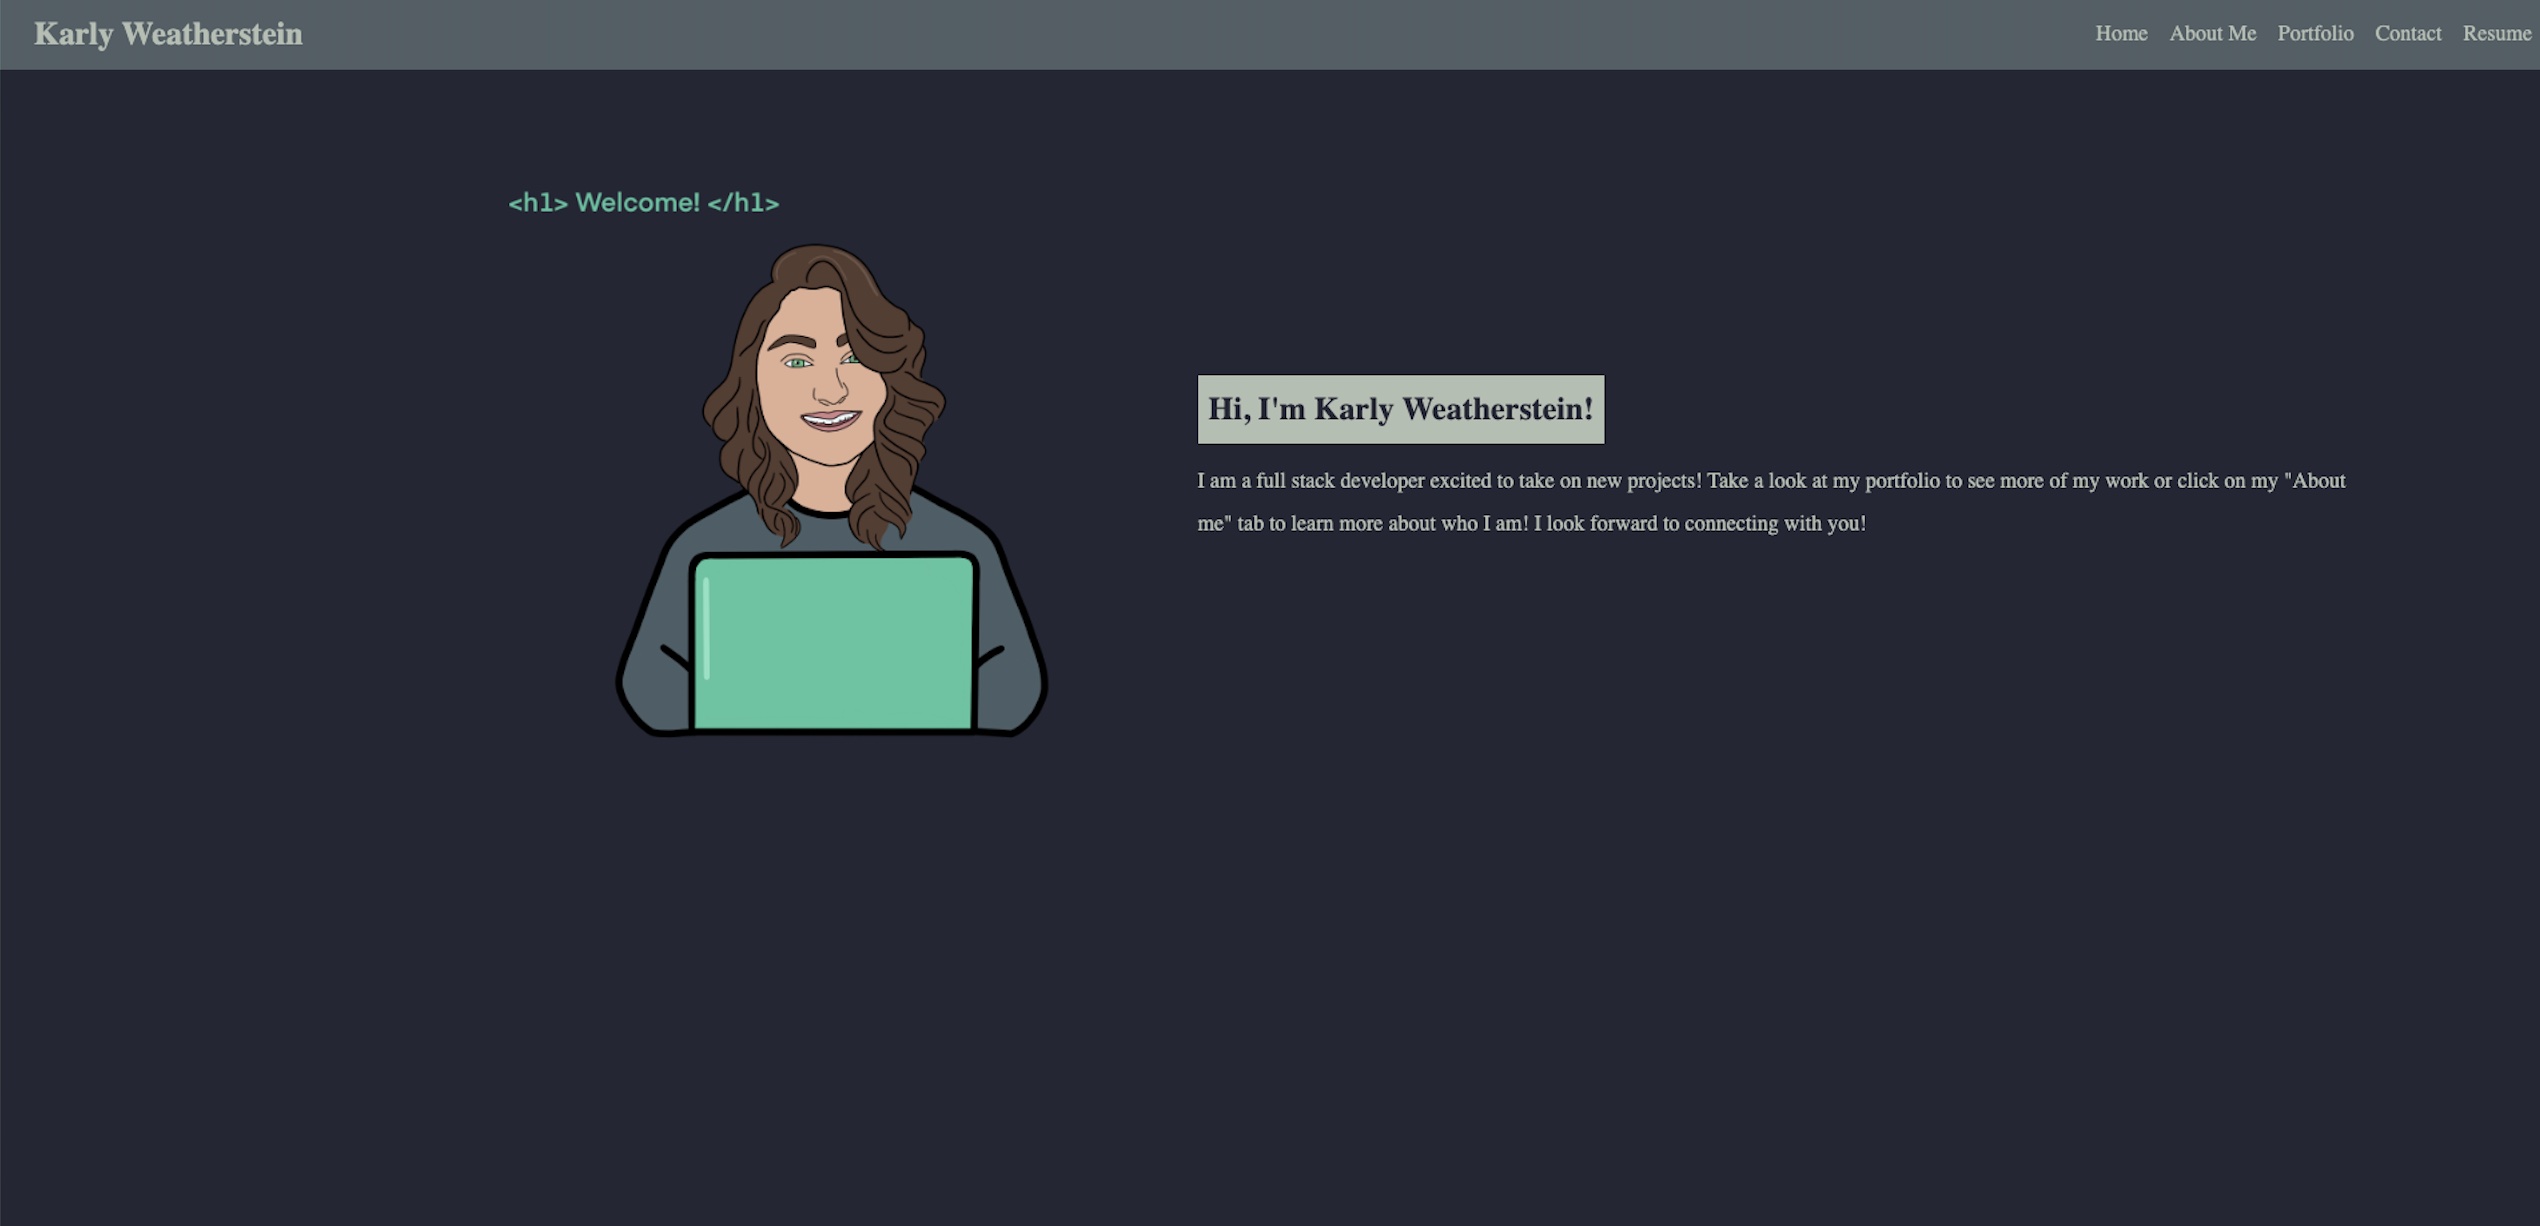 Karly Weatherstein
Home About Me Portfolio Contact Resume
<h1> Welcome! </h1>
Hi, I'm Karly Weatherstein!
I am a full stack developer excited to take on new projects! Take a look at my portfolio to see more of my work or click on my "About
me" tab to learn more about who I am! I look forward to connecting with you!